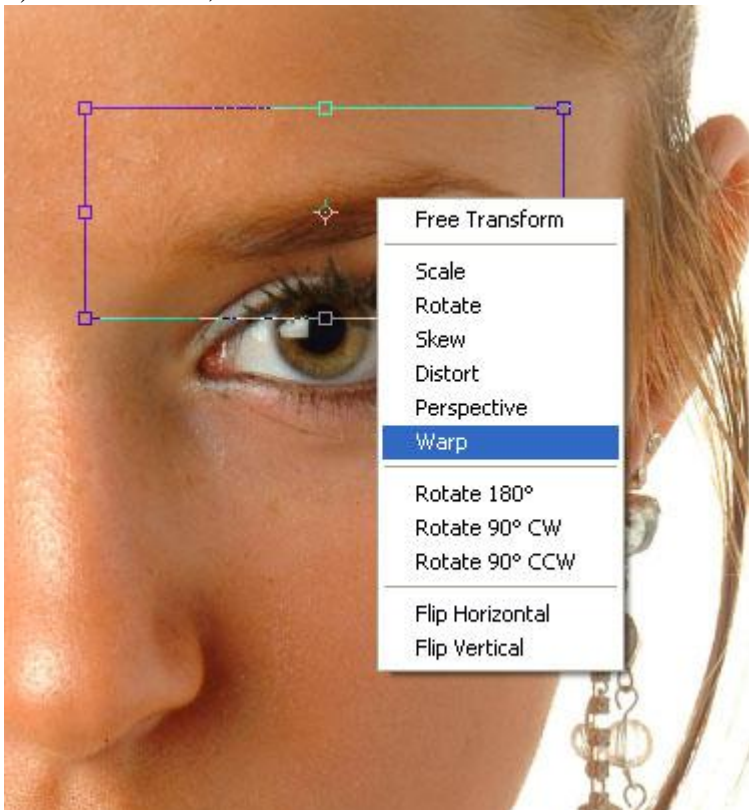 Free Transform
Scale
Rotate
Skew
Distort
Perspective
Warp
Rotate 180°
Rotate 90° CW
Rotate 90° CCW
Flip Horizontal
Flip Vertical